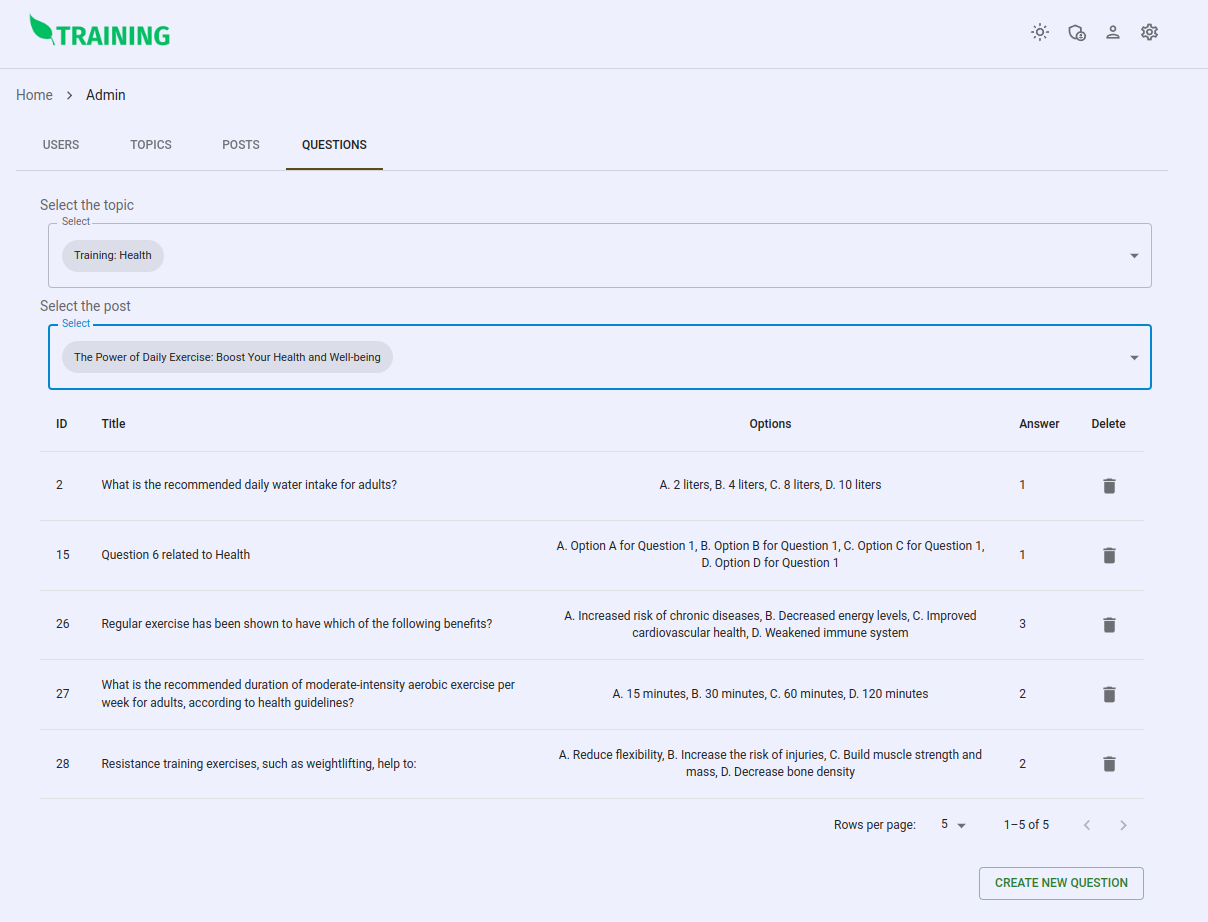 TRAINING
Home > Admin
USERS TOPICS POSTS QUESTIONS
Select the topic
Select
Training: Health
Select the post
Select
The Power of Daily Exercise: Boost Your Health and Well-being
ID Title Options Answer Delete
2 What is the recommended daily water intake for adults? A. 2 liters, B. 4 liters, C. 8 liters, D. 10 liters 1
15 Question 6 related to Health A. Option A for Question 1, B. Option B for Question 1, C. Option C for Question 1,
D. Option D for Question 1 1
26 Regular exercise has been shown to have which of the following benefits? A. Increased risk of chronic diseases, B. Decreased energy levels, C. Improved
cardiovascular health, D. Weakened immune system 3
27 What is the recommended duration of moderate-intensity aerobic exercise per
week for adults, according to health guidelines? A. 15 minutes, B. 30 minutes, C. 60 minutes, D. 120 minutes 2
28 Resistance training exercises, such as weightlifting, help to: A. Reduce flexibility, B. Increase the risk of injuries, C. Build muscle strength and
mass, D. Decrease bone density 2
Rows per page: 5 1–5 of 5
CREATE NEW QUESTION